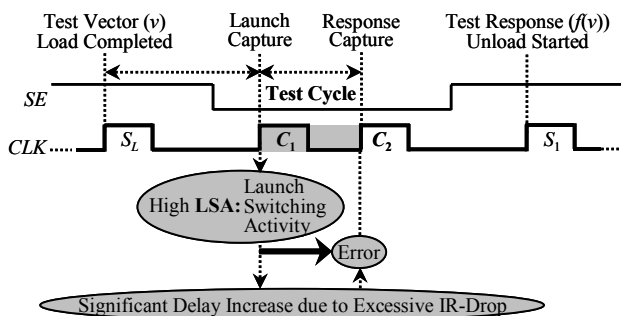 Test Vector (v)
Load Completed
Launch
Capture
Response
Capture
Test Response (f(v))
Unload Started
SE
Test Cycle
CLK
S_L
C_1
C_2
S_1
High LSA: Launch
Switching
Activity
Error
Significant Delay Increase due to Excessive IR-Drop